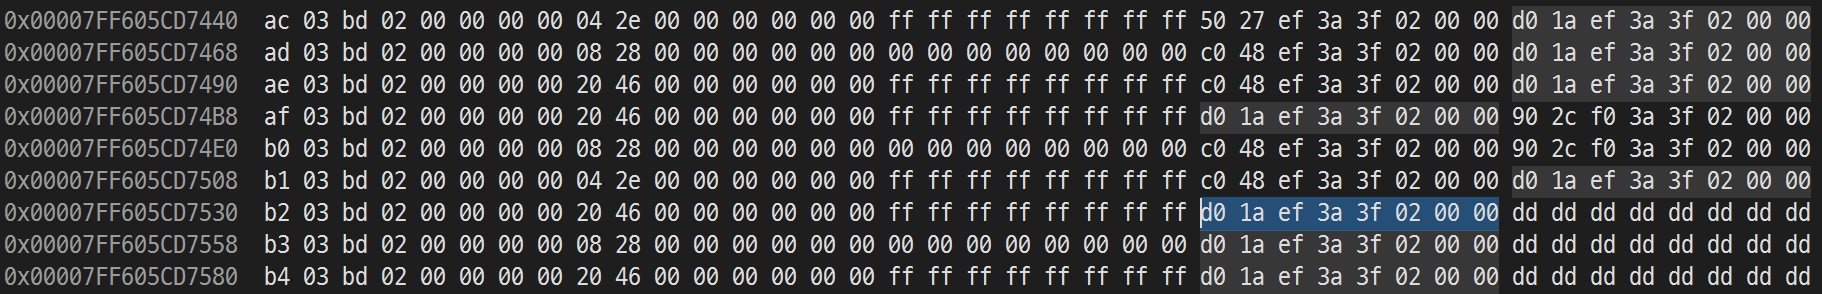 0x00007FF605CD7440 ac 03 bd 02 00 00 00 00 04 2e 00 00 00 00 00 00 ff ff ff ff ff ff ff ff 50 27 ef 3a 3f 02 00 00 d0 1a ef 3a 3f 02 00 00
0x00007FF605CD7468 ad 03 bd 02 00 00 00 00 08 28 00 00 00 00 00 00 00 00 00 00 00 00 00 00 c0 48 ef 3a 3f 02 00 00 d0 1a ef 3a 3f 02 00 00
0x00007FF605CD7490 ae 03 bd 02 00 00 00 00 20 46 00 00 00 00 00 00 ff ff ff ff ff ff ff ff c0 48 ef 3a 3f 02 00 00 d0 1a ef 3a 3f 02 00 00
0x00007FF605CD74B8 af 03 bd 02 00 00 00 00 20 46 00 00 00 00 00 00 ff ff ff ff ff ff ff ff d0 1a ef 3a 3f 02 00 00 90 2c f0 3a 3f 02 00 00
0x00007FF605CD74E0 b0 03 bd 02 00 00 00 00 08 28 00 00 00 00 00 00 00 00 00 00 00 00 00 00 c0 48 ef 3a 3f 02 00 00 90 2c f0 3a 3f 02 00 00
0x00007FF605CD7508 b1 03 bd 02 00 00 00 00 04 2e 00 00 00 00 00 00 ff ff ff ff ff ff ff ff c0 48 ef 3a 3f 02 00 00 d0 1a ef 3a 3f 02 00 00
0x00007FF605CD7530 b2 03 bd 02 00 00 00 00 20 46 00 00 00 00 00 00 ff ff ff ff ff ff ff ff d0 1a ef 3a 3f 02 00 00 dd dd dd dd dd dd dd dd
0x00007FF605CD7558 b3 03 bd 02 00 00 00 00 08 28 00 00 00 00 00 00 00 00 00 00 00 00 00 00 d0 1a ef 3a 3f 02 00 00 dd dd dd dd dd dd dd dd
0x00007FF605CD7580 b4 03 bd 02 00 00 00 00 20 46 00 00 00 00 00 00 ff ff ff ff ff ff ff ff d0 1a ef 3a 3f 02 00 00 dd dd dd dd dd dd dd dd